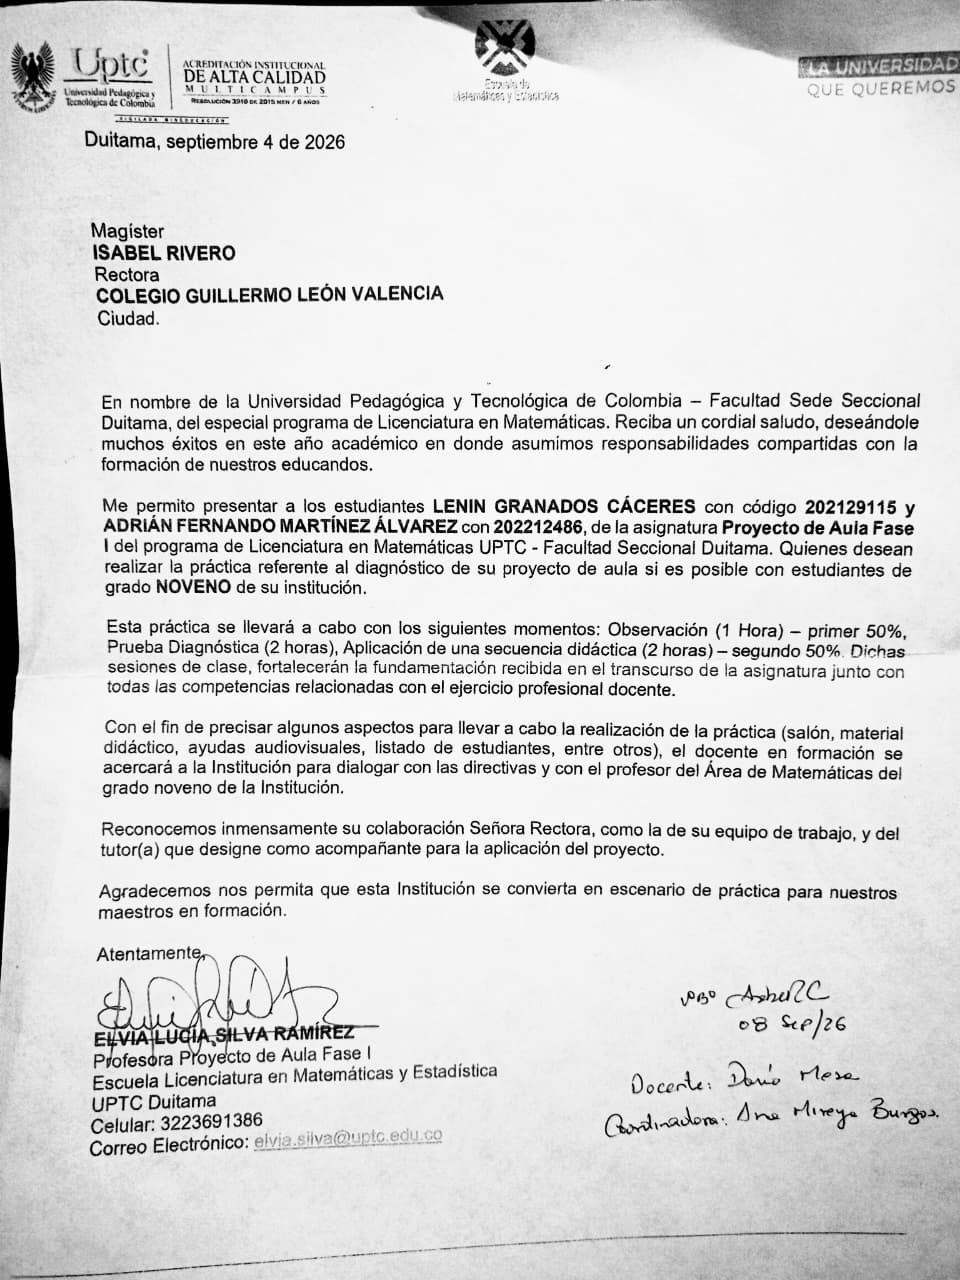 Uptc
Universidad Pedagógica y
Tecnológica de Colombia
VIGILADA MINEDUCACIÓN
ACREDITACIÓN INSTITUCIONAL
DE ALTA CALIDAD
MULTICAMPUS
RESOLUCIÓN 3910 DE 2015 MEN / 6 AÑOS
Escuela de
Matemáticas y Estadística
LA UNIVERSIDAD
QUE QUEREMOS
Duitama, septiembre 4 de 2026
Magíster
ISABEL RIVERO
Rectora
COLEGIO GUILLERMO LEÓN VALENCIA
Ciudad.
En nombre de la Universidad Pedagógica y Tecnológica de Colombia – Facultad Sede Seccional
Duitama, del especial programa de Licenciatura en Matemáticas. Reciba un cordial saludo, deseándole
muchos éxitos en este año académico en donde asumimos responsabilidades compartidas con la
formación de nuestros educandos.
Me permito presentar a los estudiantes LENIN GRANADOS CÁCERES con código 202129115 y
ADRIÁN FERNANDO MARTÍNEZ ÁLVAREZ con 202212486, de la asignatura Proyecto de Aula Fase
I del programa de Licenciatura en Matemáticas UPTC - Facultad Seccional Duitama. Quienes desean
realizar la práctica referente al diagnóstico de su proyecto de aula si es posible con estudiantes de
grado NOVENO de su institución.
Esta práctica se llevará a cabo con los siguientes momentos: Observación (1 Hora) – primer 50%,
Prueba Diagnóstica (2 horas), Aplicación de una secuencia didáctica (2 horas) – segundo 50%. Dichas
sesiones de clase, fortalecerán la fundamentación recibida en el transcurso de la asignatura junto con
todas las competencias relacionadas con el ejercicio profesional docente.
Con el fin de precisar algunos aspectos para llevar a cabo la realización de la práctica (salón, material
didáctico, ayudas audiovisuales, listado de estudiantes, entre otros), el docente en formación se
acercará a la Institución para dialogar con las directivas y con el profesor del Área de Matemáticas del
grado noveno de la Institución.
Reconocemos inmensamente su colaboración Señora Rectora, como la de su equipo de trabajo, y del
tutor(a) que designe como acompañante para la aplicación del proyecto.
Agradecemos nos permita que esta Institución se convierta en escenario de práctica para nuestros
maestros en formación.
Atentamente,
ELVIA LUCIA SILVA RAMÍREZ
Profesora Proyecto de Aula Fase I
Escuela Licenciatura en Matemáticas y Estadística
UPTC Duitama
Celular: 3223691386
Correo Electrónico: elvia.silva@uptc.edu.co
VoBo
08 Sep/26
Docente: Darío Mesa
Coordinadora: Ana Mireya Burgos.